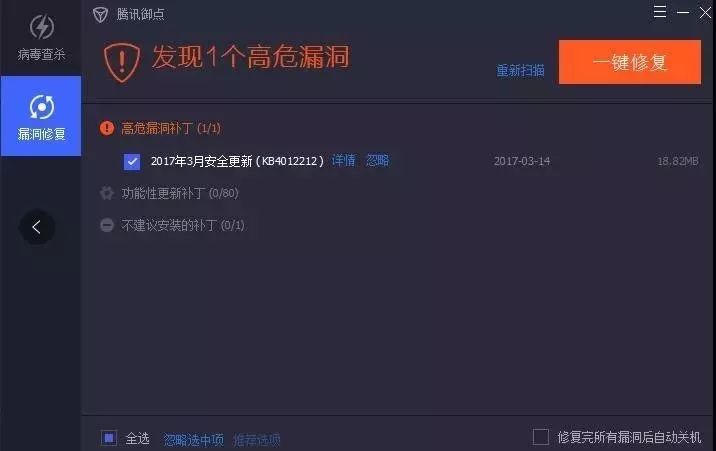 腾讯御点
病毒查杀
发现1个高危漏洞
重新扫描
一键修复
漏洞修复
高危漏洞补丁 (1/1)
2017年3月安全更新 ( KB4012212 ) 详情 忽略 2017-03-14 18.82MB
功能性更新补丁 (0/80)
不建议安装的补丁 (0/1)
全选 忽略选中项 推荐选项 修复完所有漏洞后自动关机